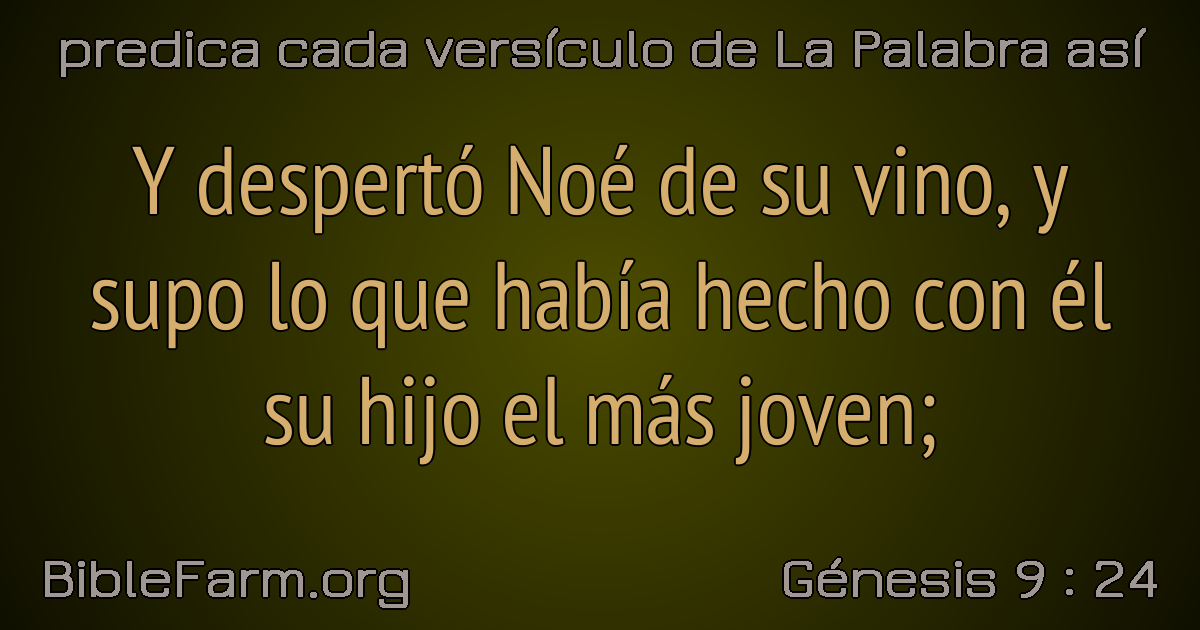 predica cada versículo de La Palabra así
Y despertó Noé de su vino, y
supo lo que había hecho con él
su hijo el más joven;
BibleFarm.org
Génesis 9 : 24